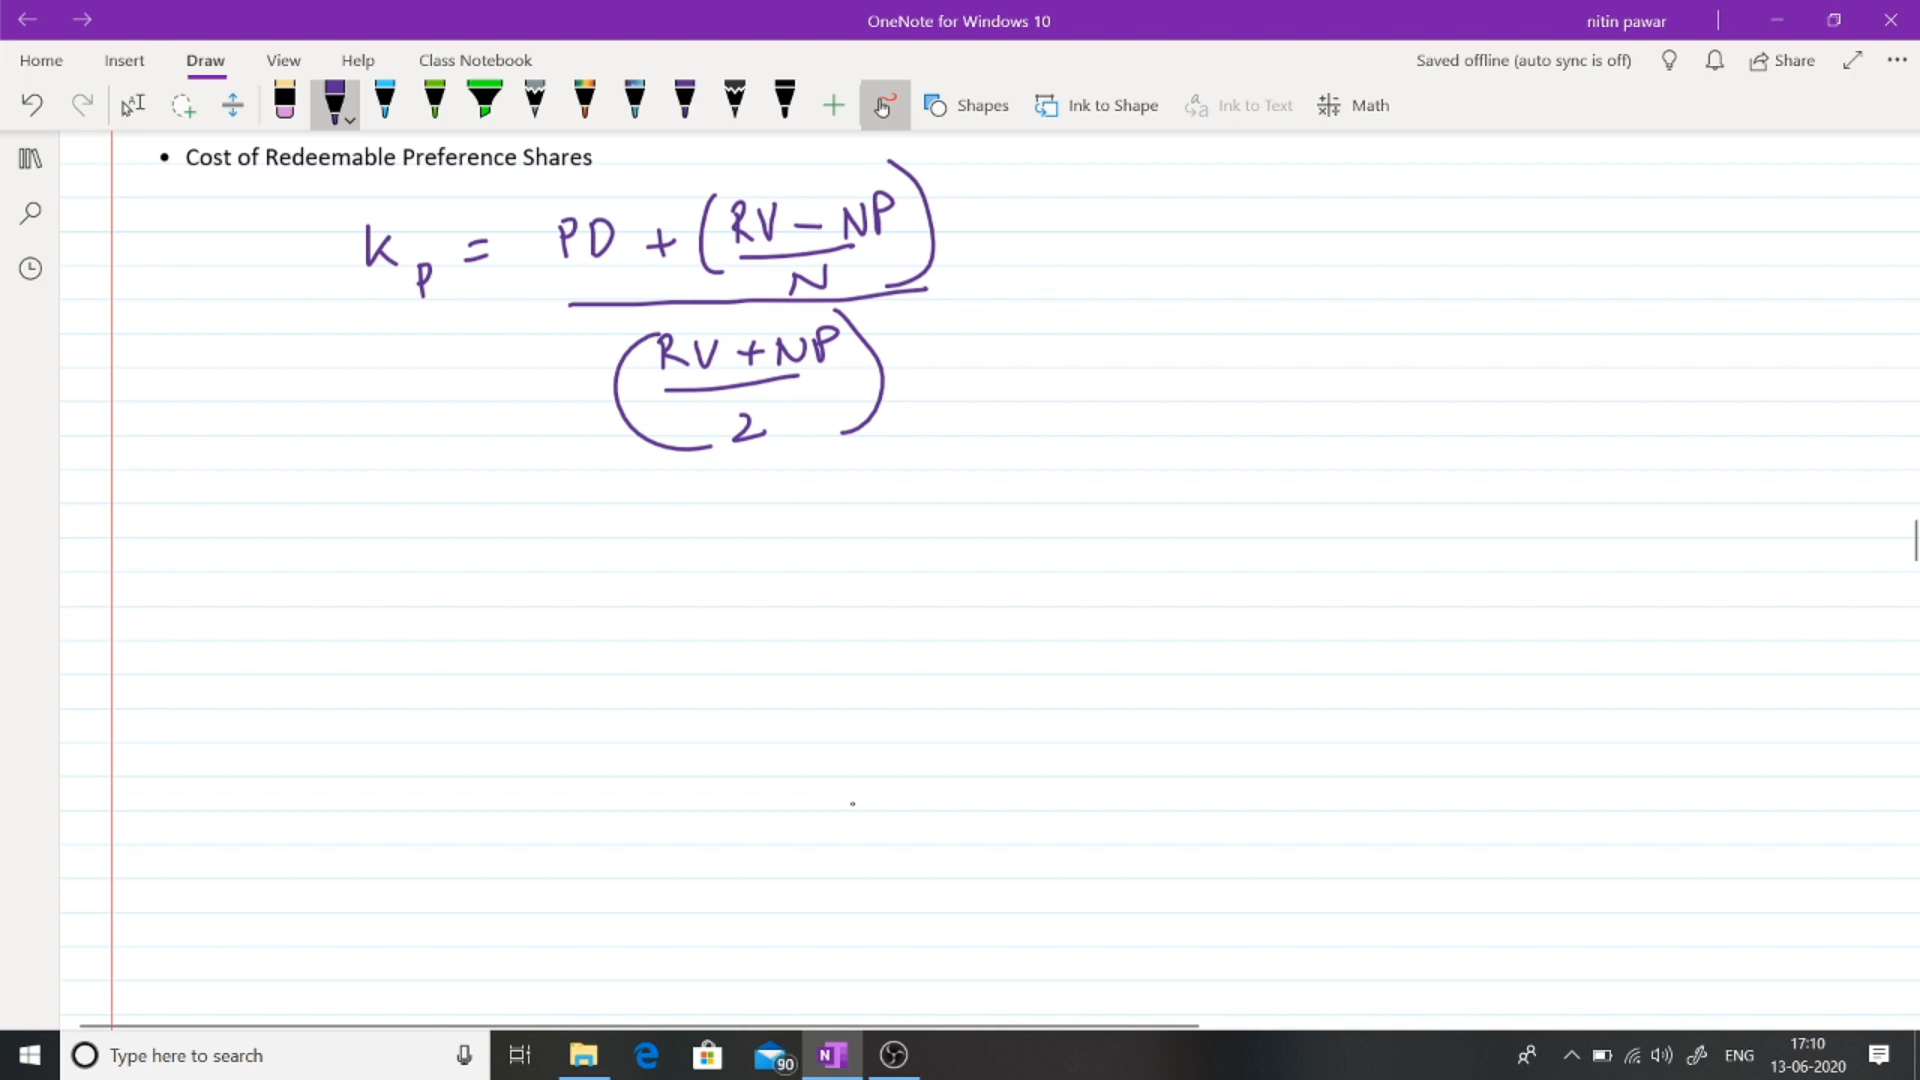 OneNote for Windows 10
nitin pawar
Home Insert Draw View Help Class Notebook
Saved offline (auto sync is off) Share
Shapes Ink to Shape Ink to Text Math
• Cost of Redeemable Preference Shares
K_P = PD + (RV - NP
N)
(RV + NP
2)
Type here to search
90
ENG
17:10
13-06-2020